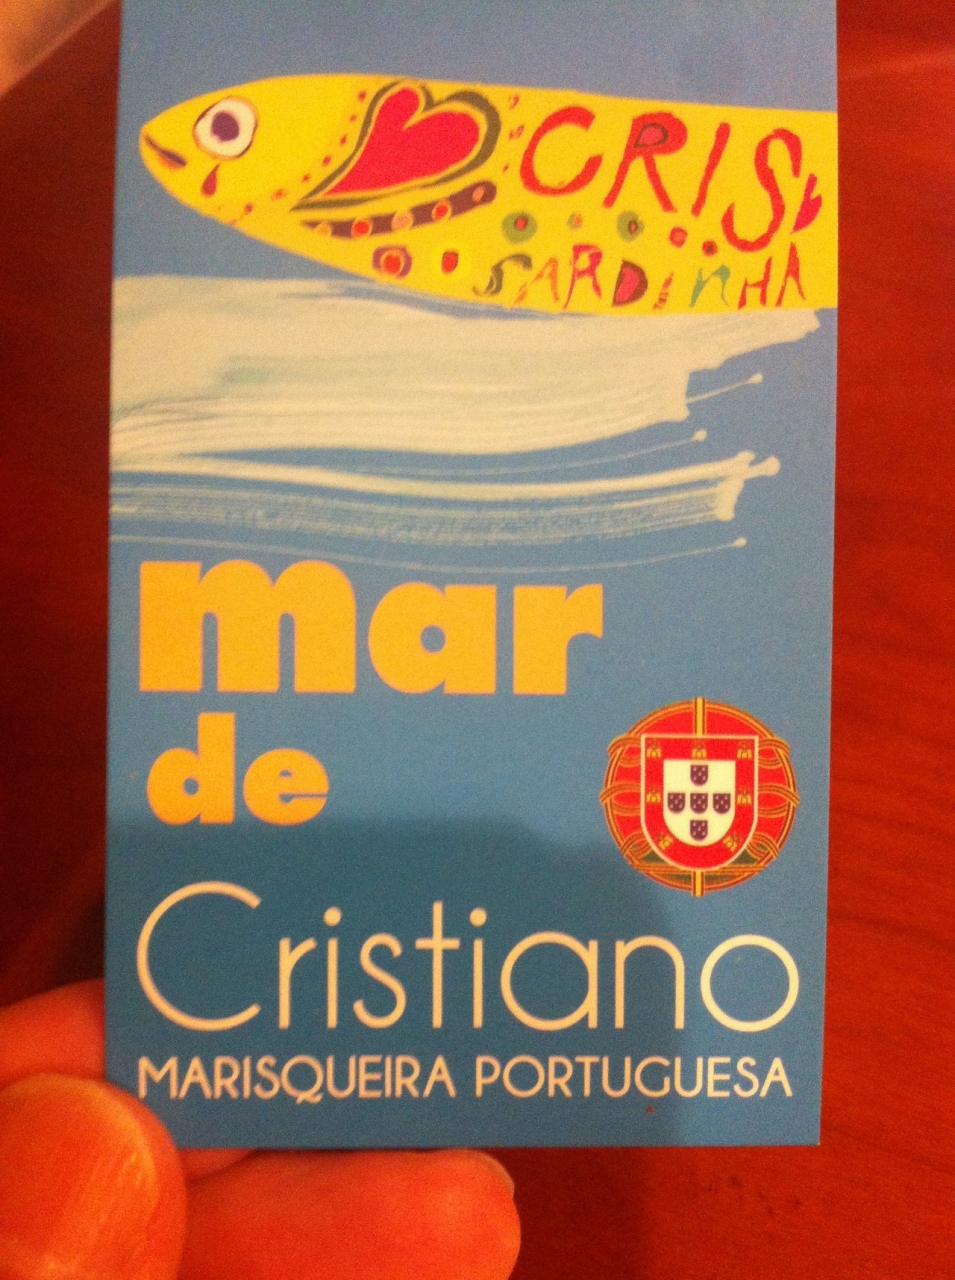 CRIS
SARDINHA
mar
de
Cristiano
MARISQUEIRA PORTUGUESA